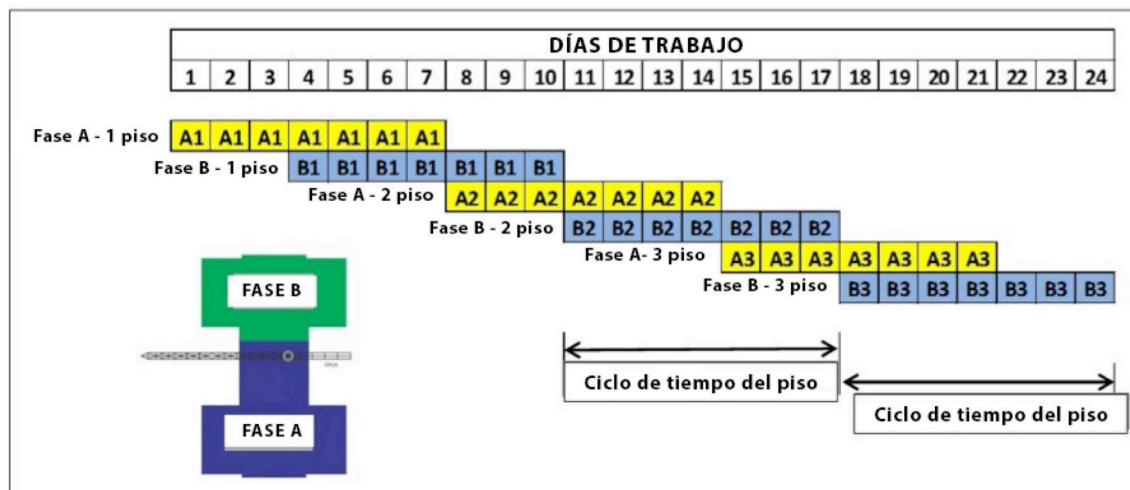 DÍAS DE TRABAJO
1 2 3 4 5 6 7 8 9 10 11 12 13 14 15 16 17 18 19 20 21 22 23 24
Fase A - 1 piso A1 A1 A1 A1 A1 A1 A1
Fase B - 1 piso B1 B1 B1 B1 B1 B1 B1
Fase A - 2 piso A2 A2 A2 A2 A2 A2 A2
Fase B - 2 piso B2 B2 B2 B2 B2 B2 B2
Fase A- 3 piso A3 A3 A3 A3 A3 A3 A3
Fase B - 3 piso B3 B3 B3 B3 B3 B3 B3
FASE B
FASE A
Ciclo de tiempo del piso
Ciclo de tiempo del piso